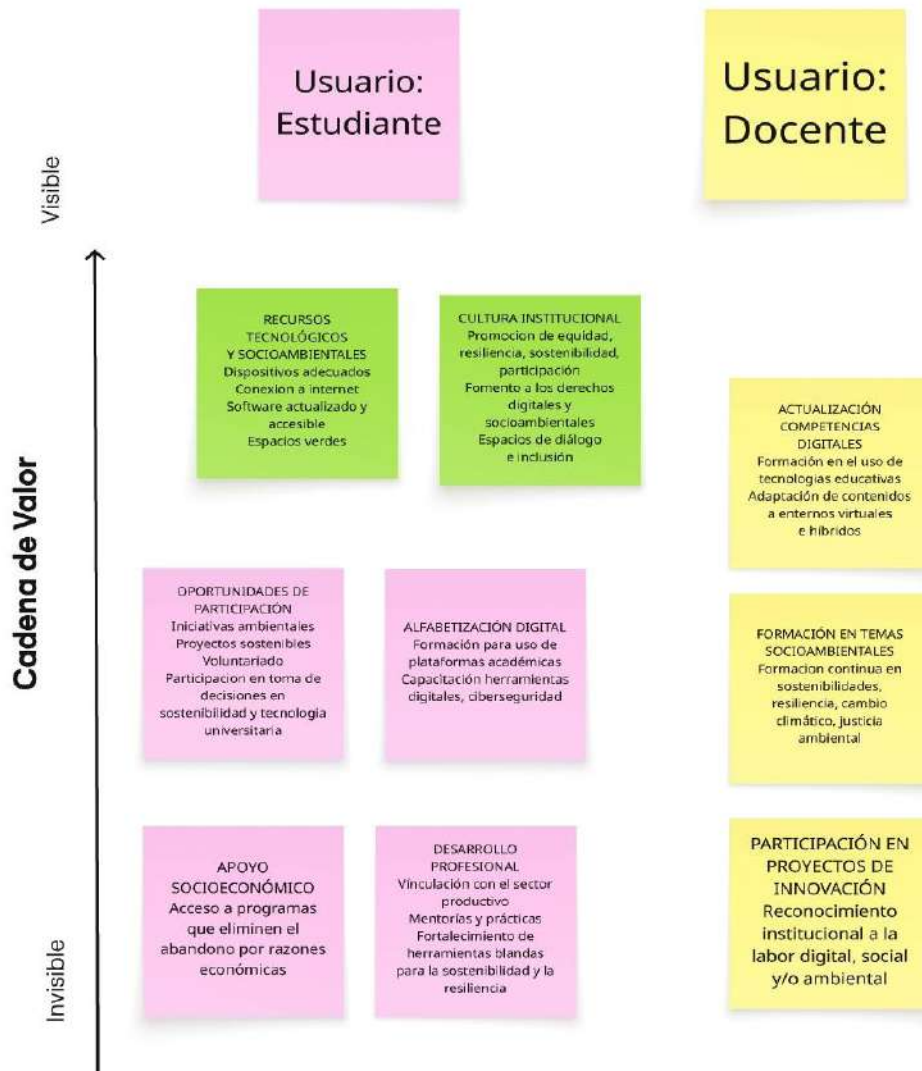 Usuario:
Estudiante
Usuario:
Docente
Visible
Cadena de Valor
Invisible
RECURSOS
TECNOLÓGICOS
Y SOCIOAMBIENTALES
Dispositivos adecuados
Conexion a internet
Software actualizado y
accesible
Espacios verdes
CULTURA INSTITUCIONAL
Promocion de equidad,
resiliencia, sostenibilidad,
participación
Fomento a los derechos
digitales y
socioambientales
Espacios de diálogo
e inclusión
ACTUALIZACIÓN
COMPETENCIAS
DIGITALES
Formación en el uso de
tecnologias educativas
Adaptación de contenidos
a enternos virtuales
e híbridos
OPORTUNIDADES DE
PARTICIPACIÓN
Iniciativas ambientales
Proyectos sostenibles
Voluntariado
Participacion en toma de
decisiones en
sostenibilidad y tecnologia
universitaria
ALFABETIZACIÓN DIGITAL
Formación para uso de
plataformas académicas
Capacitación herramientas
digitales, ciberseguridad
FORMACIÓN EN TEMAS
SOCIOAMBIENTALES
Formacion continua en
sostenibilidades,
resiliencia, cambio
climático, justicia
ambiental
APOYO
SOCIOECONÓMICO
Acceso a programas
que eliminen el
abandono por razones
económicas
DESARROLLO
PROFESIONAL
Vinculación con el sector
productivo
Mentorías y prácticas
Fortalecimiento de
herramientas blandas
para la sostenibilidad y la
resiliencia
PARTICIPACIÓN EN
PROYECTOS DE
INNOVACIÓN
Reconocimiento
institucional a la
labor digital, social
y/o ambiental